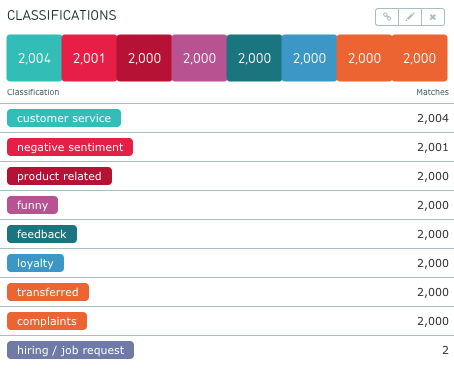 CLASSIFICATIONS
2,004 2,001 2,000 2,000 2,000 2,000 2,000 2,000
Classification Matches
customer service 2,004
negative sentiment 2,001
product related 2,000
funny 2,000
feedback 2,000
loyalty 2,000
transferred 2,000
complaints 2,000
hiring / job request 2